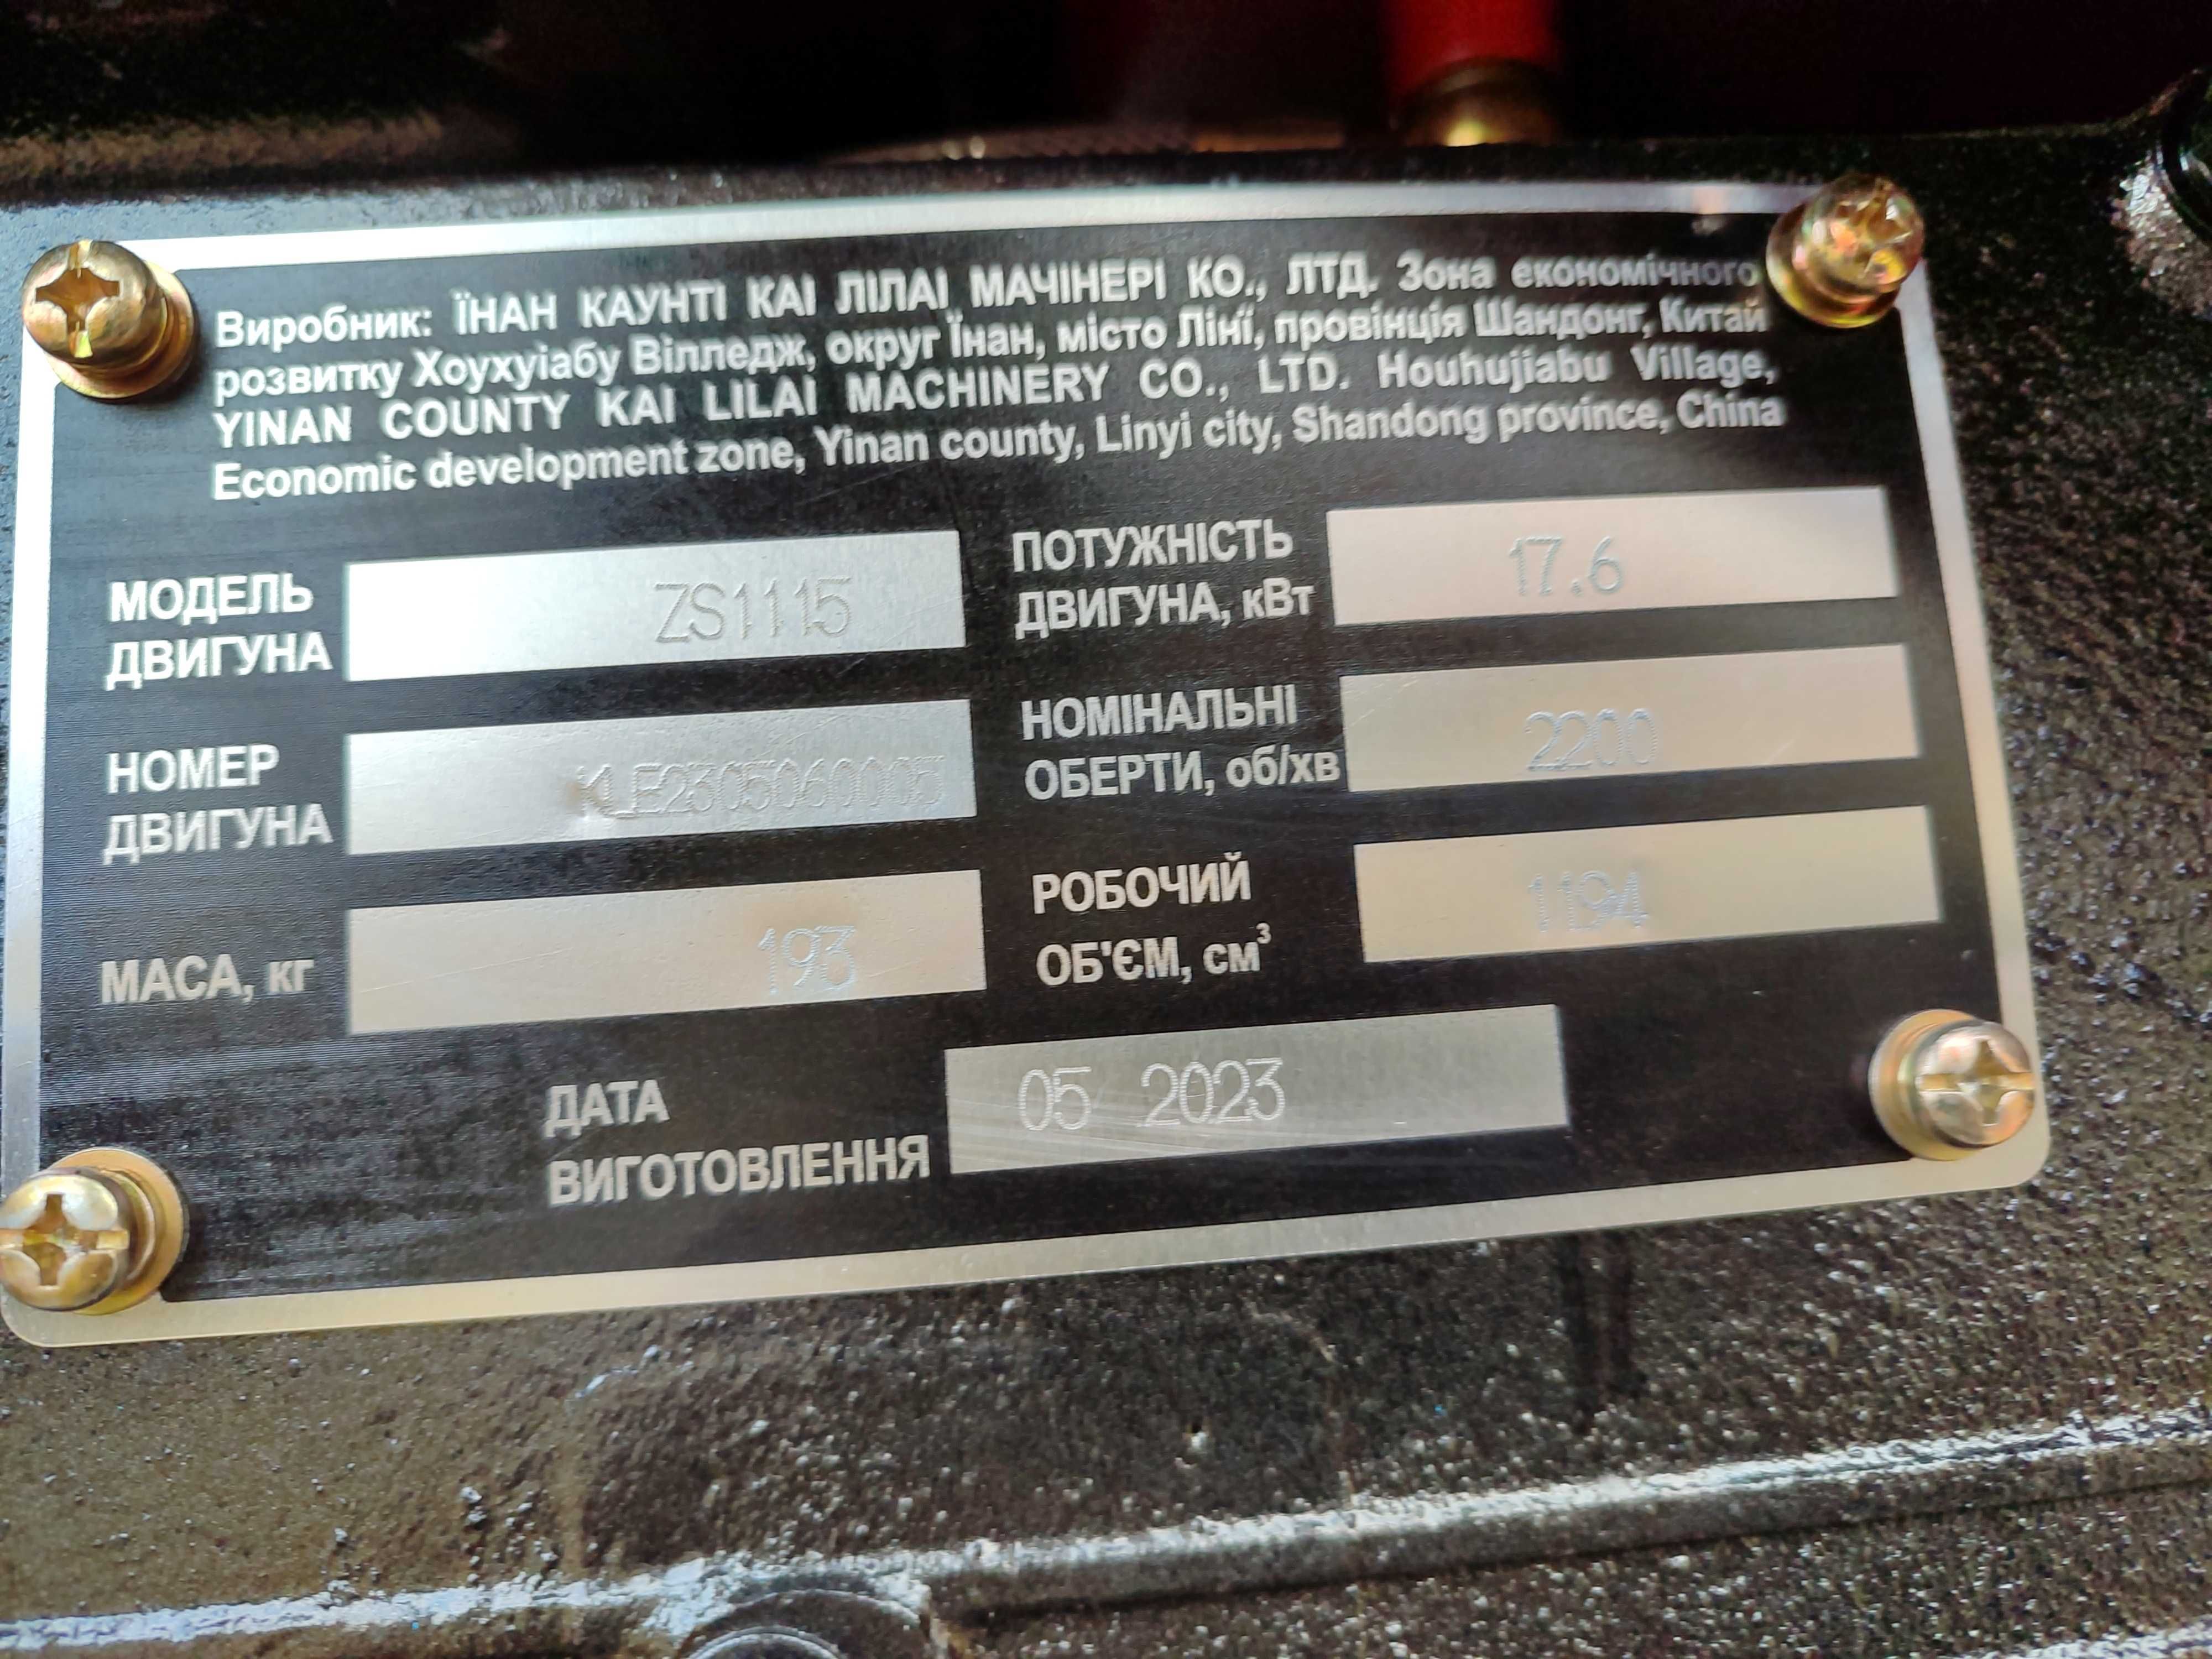 Виробник: ЇНАН КАУНТІ КАІ ЛІЛАІ МАЧІНЕРІ КО., ЛТД. Зона економічного
розвитку Хоухуіабу Вілледж, округ Їнан, місто Лінї, провінція Шандонг, Китай
YINAN COUNTY KAI LILAI MACHINERY CO., LTD. Houhujiabu Village,
Economic development zone, Yinan county, Linyi city, Shandong province, China
МОДЕЛЬ
ДВИГУНА
ZS1115
ПОТУЖНІСТЬ
ДВИГУНА, кВт
17.6
НОМЕР
ДВИГУНА
НОМІНАЛЬНІ
ОБЕРТИ, об/хв
2200
МАСА, кг
193
РОБОЧИЙ
ОБ'ЄМ, см³
1194
ДАТА
ВИГОТОВЛЕННЯ
05 2023